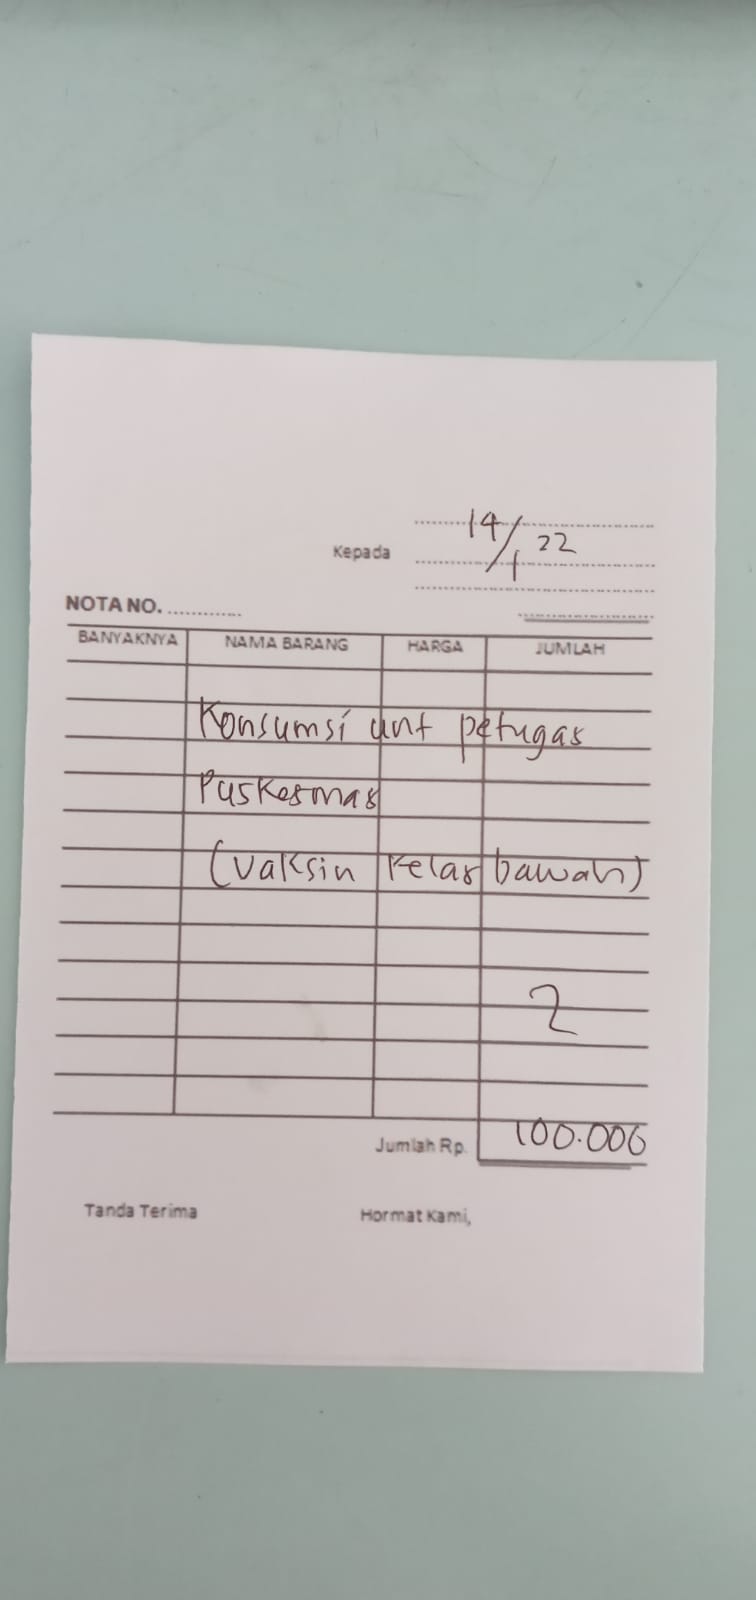 14/1 22
Kepada
NOTA NO. ............
BANYAKNYA NAMA BARANG HARGA JUMLAH
Konsumsi unt petugas
Puskesmas
(Vaksin Kelas bawah)
2
Jumlah Rp. 100.000
Tanda Terima Hormat Kami,